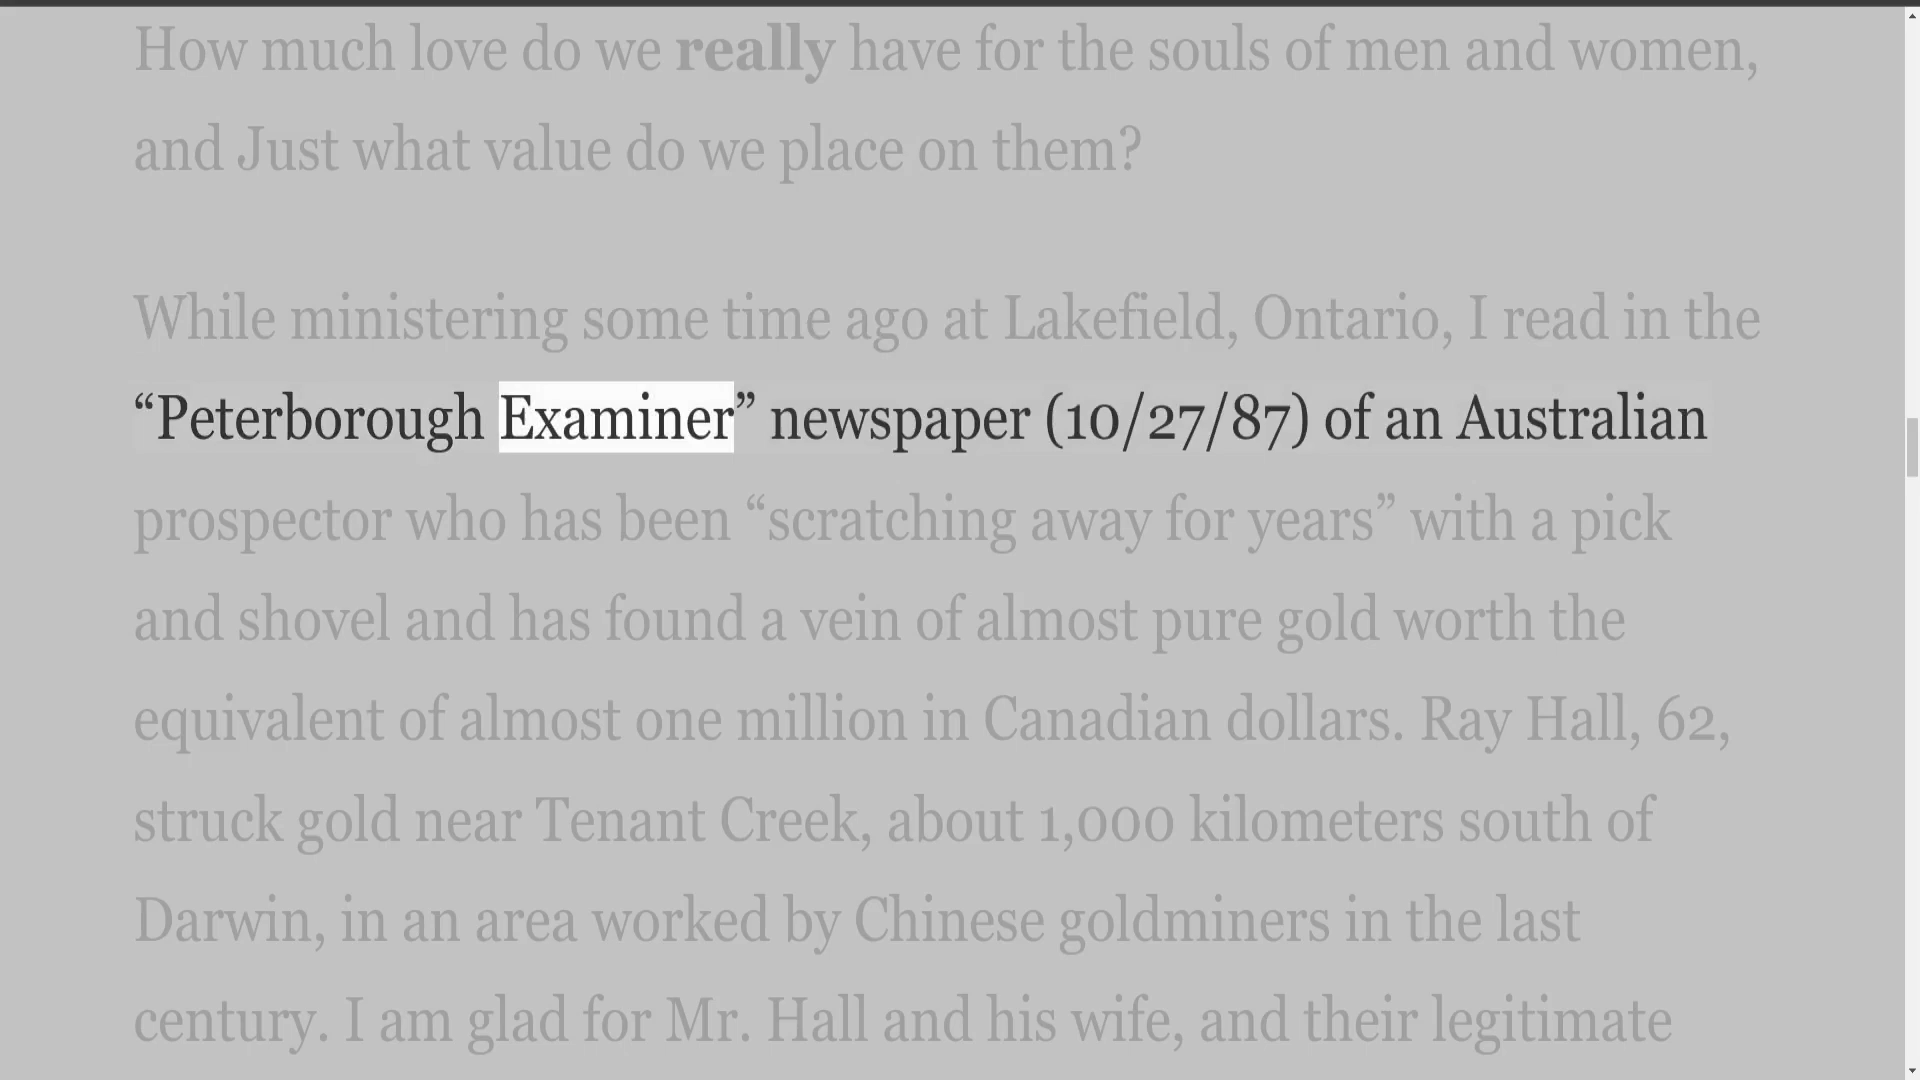 How much love do we really have for the souls of men and women,
and Just what value do we place on them?
While ministering some time ago at Lakefield, Ontario, I read in the
“Peterborough Examiner” newspaper (10/27/87) of an Australian
prospector who has been “scratching away for years” with a pick
and shovel and has found a vein of almost pure gold worth the
equivalent of almost one million in Canadian dollars. Ray Hall, 62,
struck gold near Tenant Creek, about 1,000 kilometers south of
Darwin, in an area worked by Chinese goldminers in the last
century. I am glad for Mr. Hall and his wife, and their legitimate